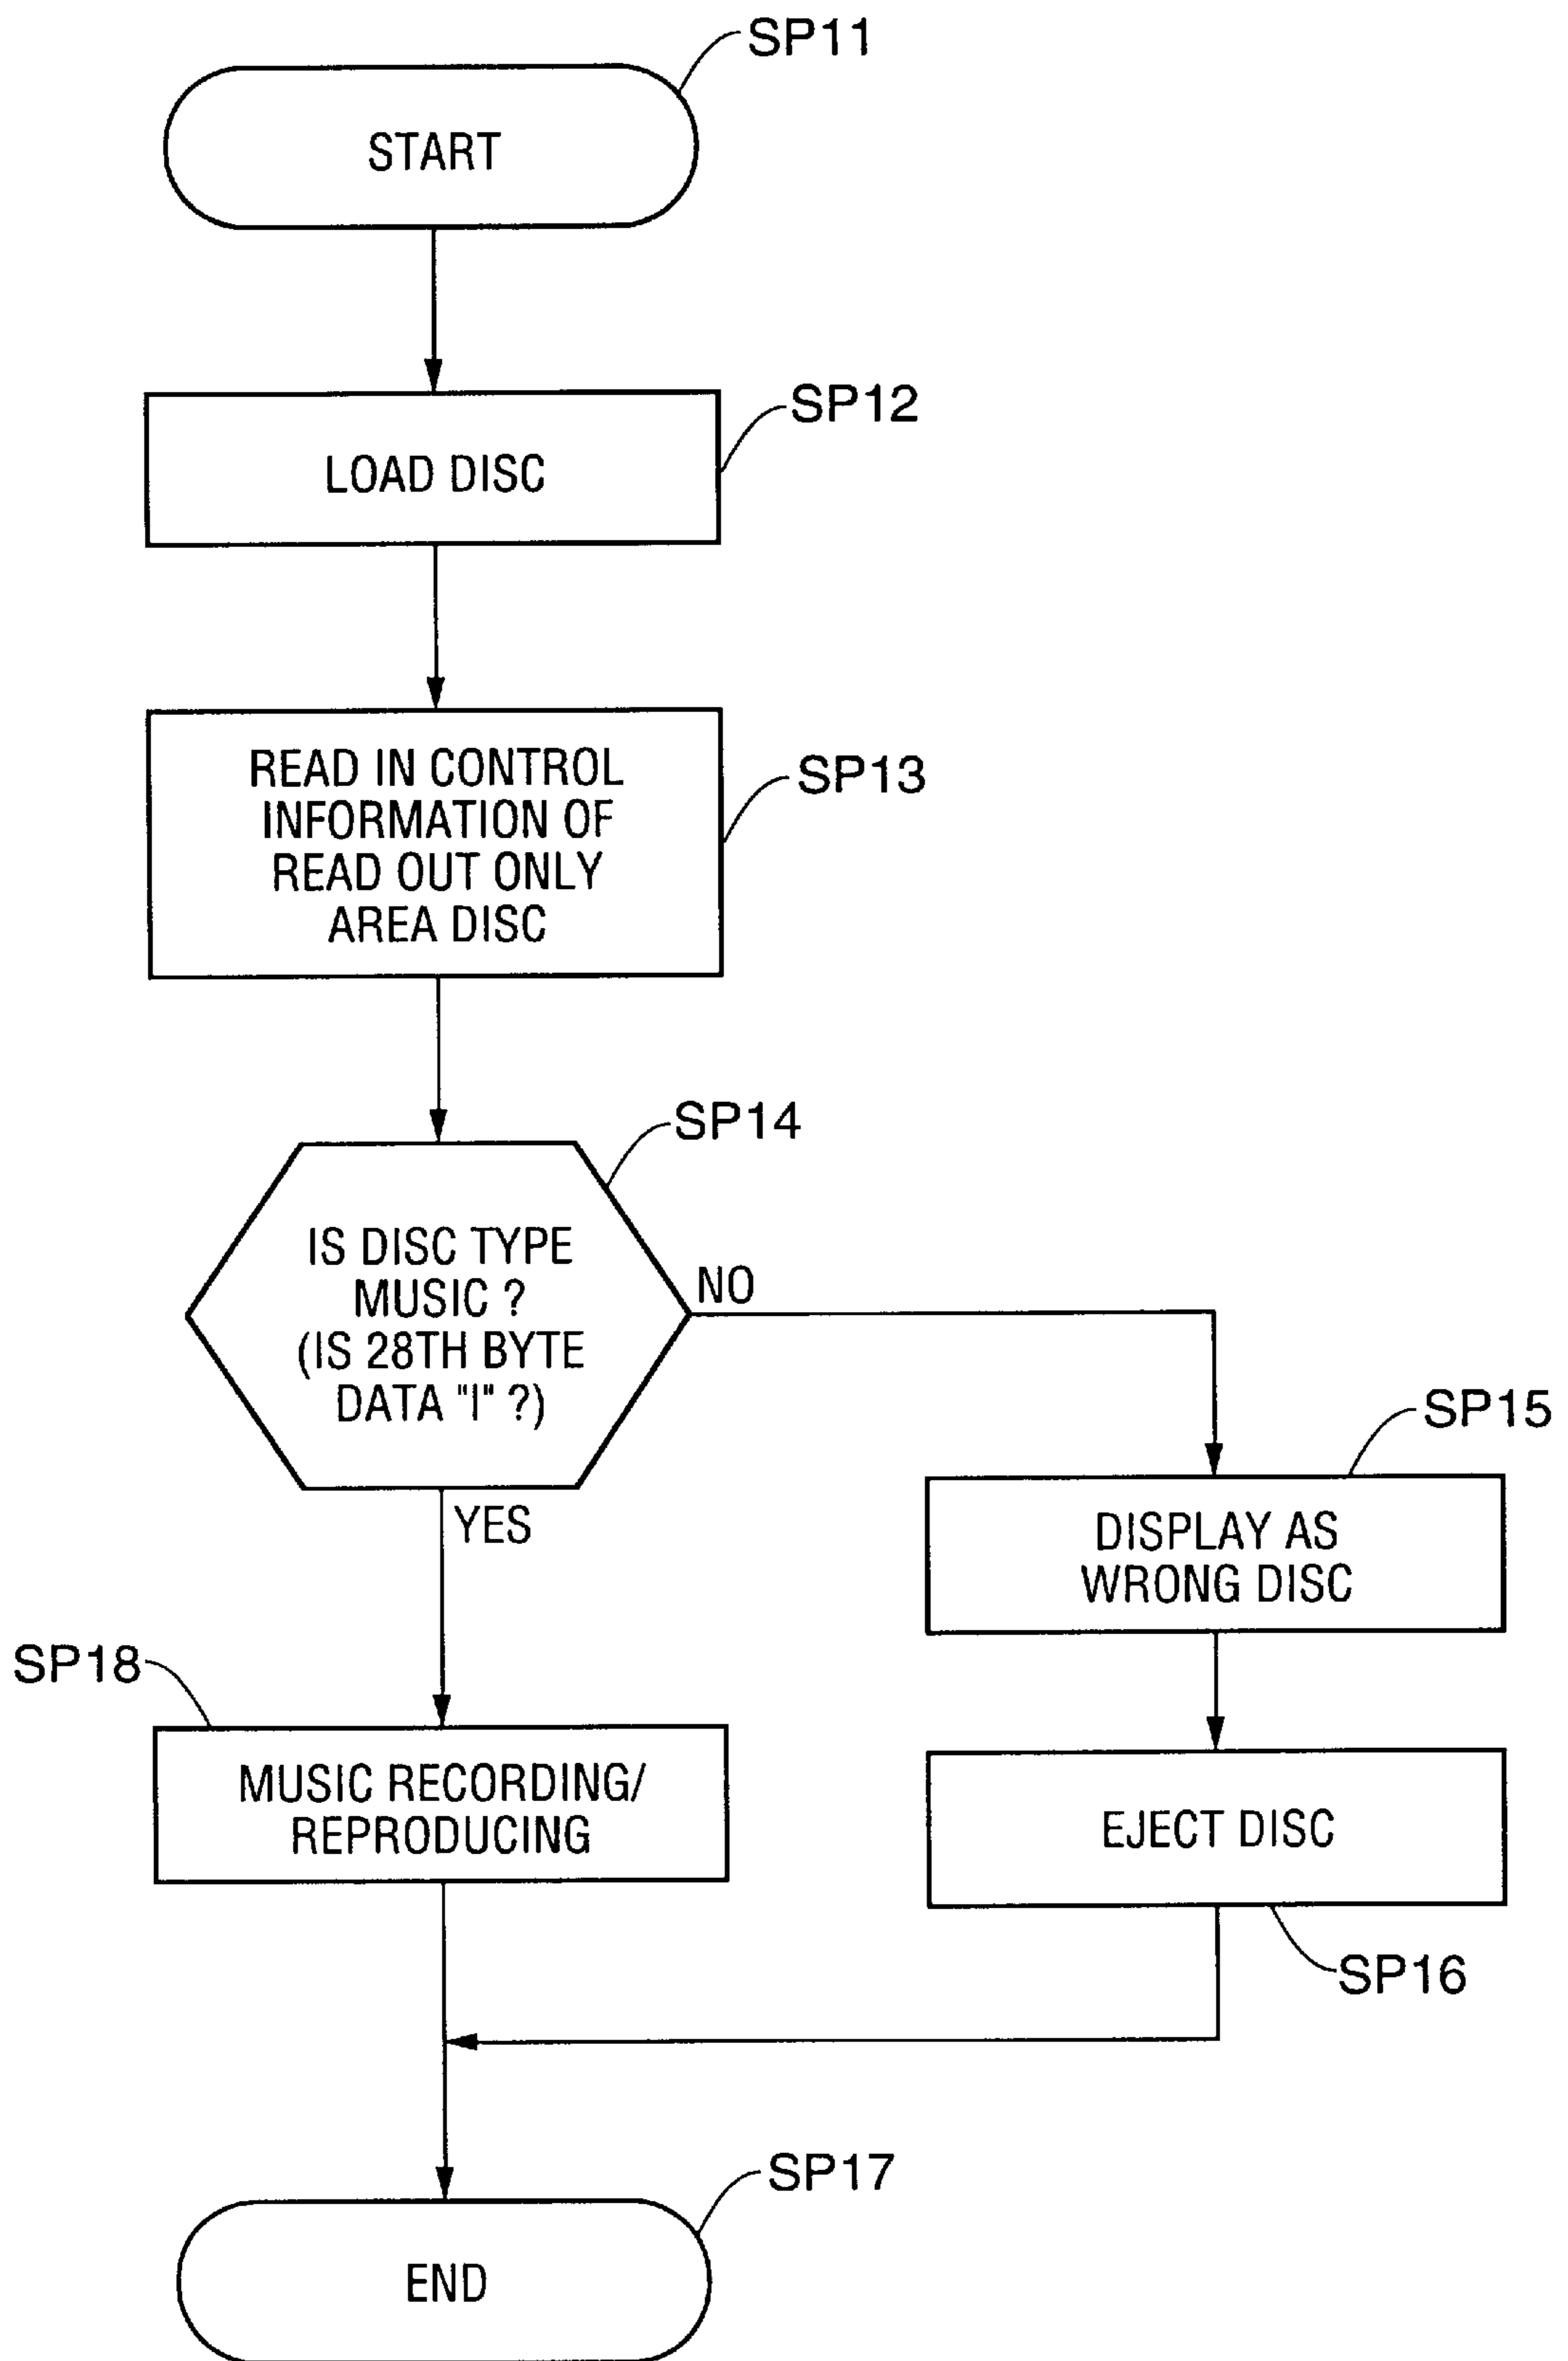 SP11
START
SP12
LOAD DISC
SP13
READ IN CONTROL
INFORMATION OF
READ OUT ONLY
AREA DISC
SP14
IS DISC TYPE
MUSIC ?
(IS 28TH BYTE
DATA "I" ?)
NO
YES
SP15
DISPLAY AS
WRONG DISC
SP18
MUSIC RECORDING/
REPRODUCING
EJECT DISC
SP16
SP17
END